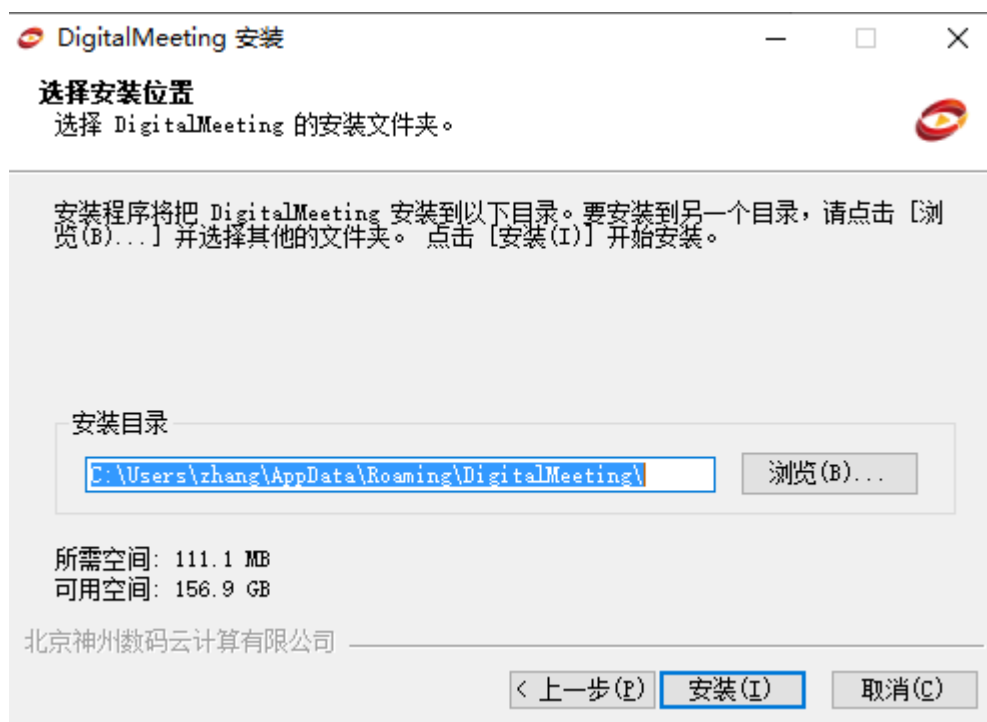 DigitalMeeting 安装
选择安装位置
选择 DigitalMeeting 的安装文件夹。
安装程序将把 DigitalMeeting 安装到以下目录。要安装到另一个目录，请点击 [浏
览(B)...] 并选择其他的文件夹。 点击 [安装(I)] 开始安装。
安装目录
C:\Users\zhang\AppData\Roaming\DigitalMeeting\
浏览(B)...
所需空间: 111.1 MB
可用空间: 156.9 GB
北京神州数码云计算有限公司
< 上一步(P) 安装(I) 取消(C)